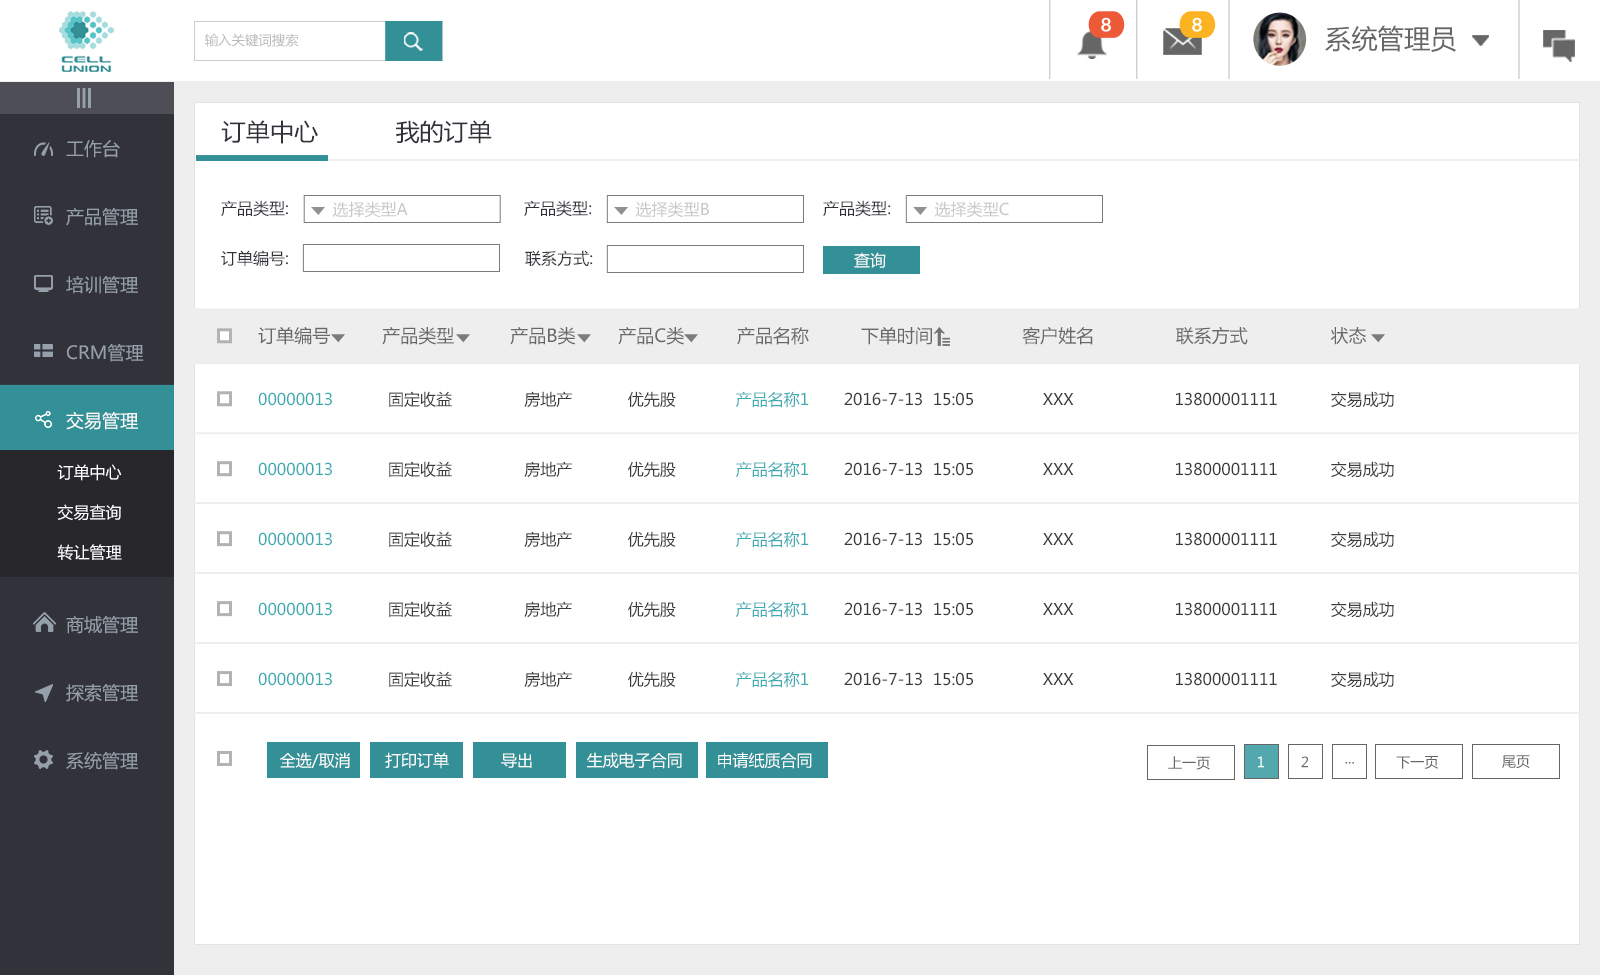 CELL
UNION
输入关键词搜索
8
8
系统管理员
工作台
产品管理
培训管理
CRM管理
交易管理
订单中心
交易查询
转让管理
商城管理
探索管理
系统管理
订单中心 我的订单
产品类型: 选择类型A 产品类型: 选择类型B 产品类型: 选择类型C
订单编号: 联系方式: 查询
订单编号 产品类型 产品B类 产品C类 产品名称 下单时间 客户姓名 联系方式 状态
00000013 固定收益 房地产 优先股 产品名称1 2016-7-13 15:05 XXX 13800001111 交易成功
00000013 固定收益 房地产 优先股 产品名称1 2016-7-13 15:05 XXX 13800001111 交易成功
00000013 固定收益 房地产 优先股 产品名称1 2016-7-13 15:05 XXX 13800001111 交易成功
00000013 固定收益 房地产 优先股 产品名称1 2016-7-13 15:05 XXX 13800001111 交易成功
00000013 固定收益 房地产 优先股 产品名称1 2016-7-13 15:05 XXX 13800001111 交易成功
全选/取消 打印订单 导出 生成电子合同 申请纸质合同 上一页 1 2 ... 下一页 尾页